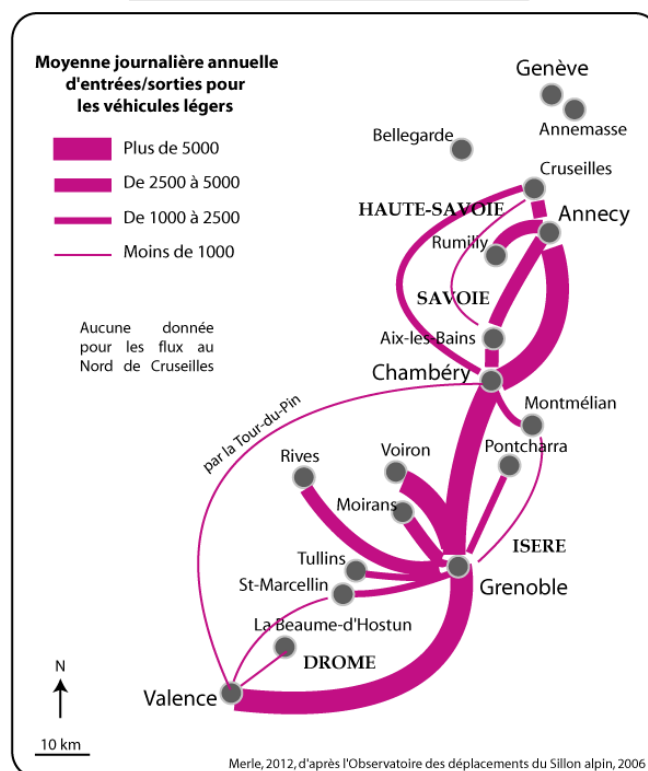 Moyenne journalière annuelle
d'entrées/sorties pour
les véhicules légers
Plus de 5000
De 2500 à 5000
De 1000 à 2500
Moins de 1000
Aucune donnée
pour les flux au
Nord de Cruseilles
Genève
Annemasse
Bellegarde
Cruseilles
HAUTE-SAVOIE
Annecy
Rumilly
SAVOIE
Aix-les-Bains
Chambéry
Montmélian
par la Tour-du-Pin
Pontcharra
Voiron
Rives
Moirans
ISERE
Tullins
Grenoble
St-Marcellin
La Beaume-d'Hostun
DROME
Valence
N
10 km
Merle, 2012, d'après l'Observatoire des déplacements du Sillon alpin, 2006